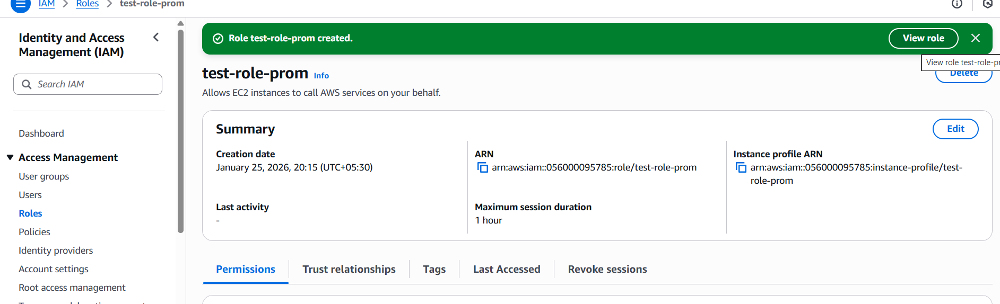 IAM > Roles > test-role-prom
Identity and Access
Management (IAM)
Search IAM
Dashboard
Access Management
User groups
Users
Roles
Policies
Identity providers
Account settings
Root access management
Role test-role-prom created.
View role
View role test-role-pr
test-role-prom Info
Delete
Allows EC2 instances to call AWS services on your behalf.
Summary
Edit
Creation date
January 25, 2026, 20:15 (UTC+05:30)
ARN
arn:aws:iam::056000095785:role/test-role-prom
Instance profile ARN
arn:aws:iam::056000095785:instance-profile/test-
role-prom
Last activity
-
Maximum session duration
1 hour
Permissions
Trust relationships
Tags
Last Accessed
Revoke sessions